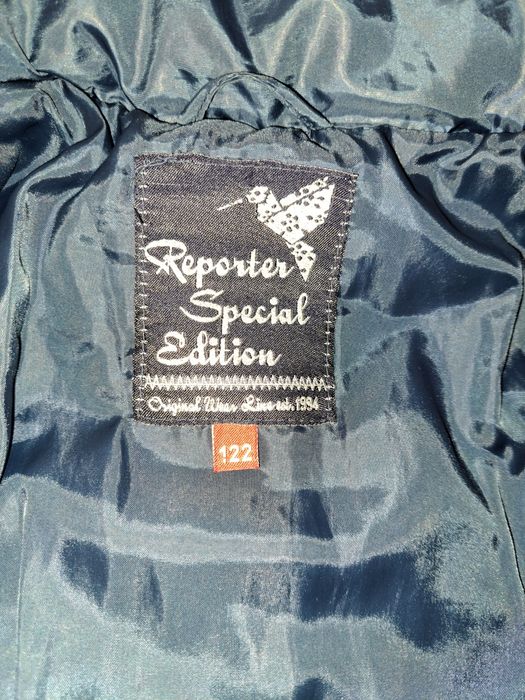 Reporter
Special
Edition
Original Wear Line est. 1994
122